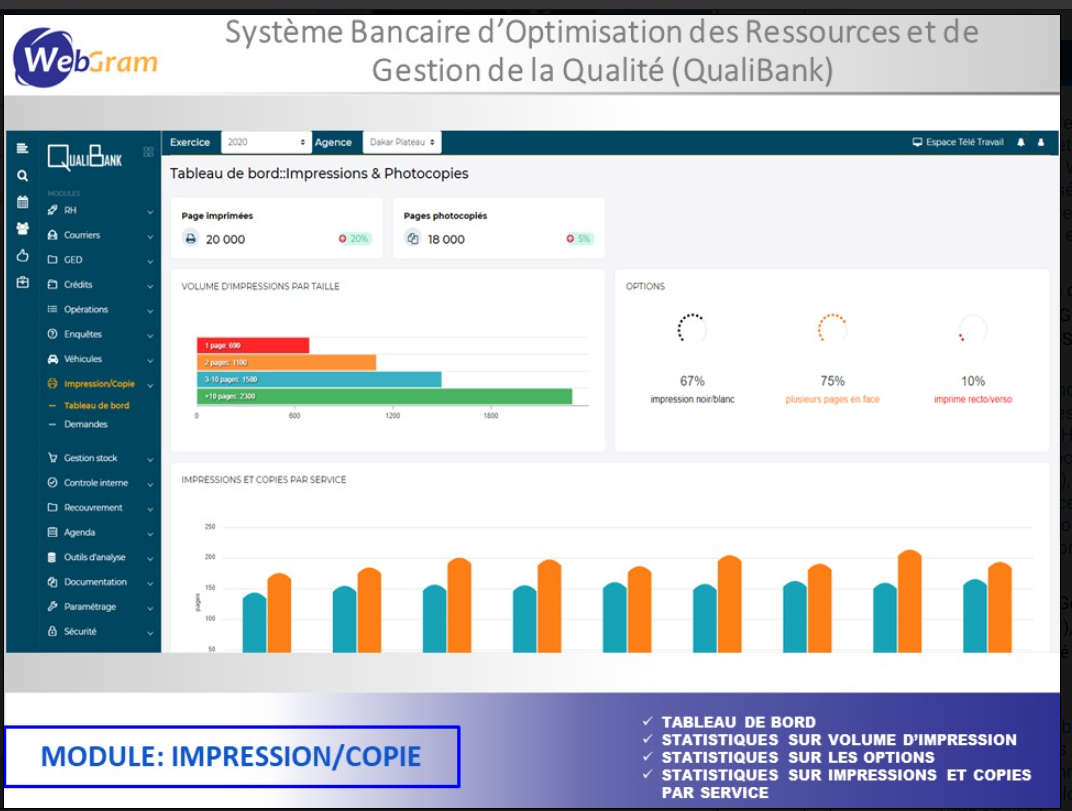 WebGram
Système Bancaire d'Optimisation des Ressources et de
Gestion de la Qualité (QualiBank)
QUALIBANK
Exercice 2020 Agence Dakar Plateau
Espace Télé Travail
MODULES
RH
Courriers
GED
Crédits
Opérations
Enquêtes
Véhicules
Impression/Copie
Tableau de bord
Demandes
Gestion stock
Controle interne
Recouvrement
Agenda
Outils d'analyse
Documentation
Paramétrage
Sécurité
Tableau de bord::Impressions & Photocopies
Page imprimées
20 000
20%
Pages photocopiés
18 000
5%
VOLUME D'IMPRESSIONS PAR TAILLE
1 page: 690
2 pages: 1100
3-10 pages: 1500
+10 pages: 2300
0 600 1200 1800
OPTIONS
67%
impression noir/blanc
75%
plusieurs pages en face
10%
imprime recto/verso
IMPRESSIONS ET COPIES PAR SERVICE
250
200
150
100
50
pages
MODULE: IMPRESSION/COPIE
✓ TABLEAU DE BORD
✓ STATISTIQUES SUR VOLUME D'IMPRESSION
✓ STATISTIQUES SUR LES OPTIONS
✓ STATISTIQUES SUR IMPRESSIONS ET COPIES
PAR SERVICE